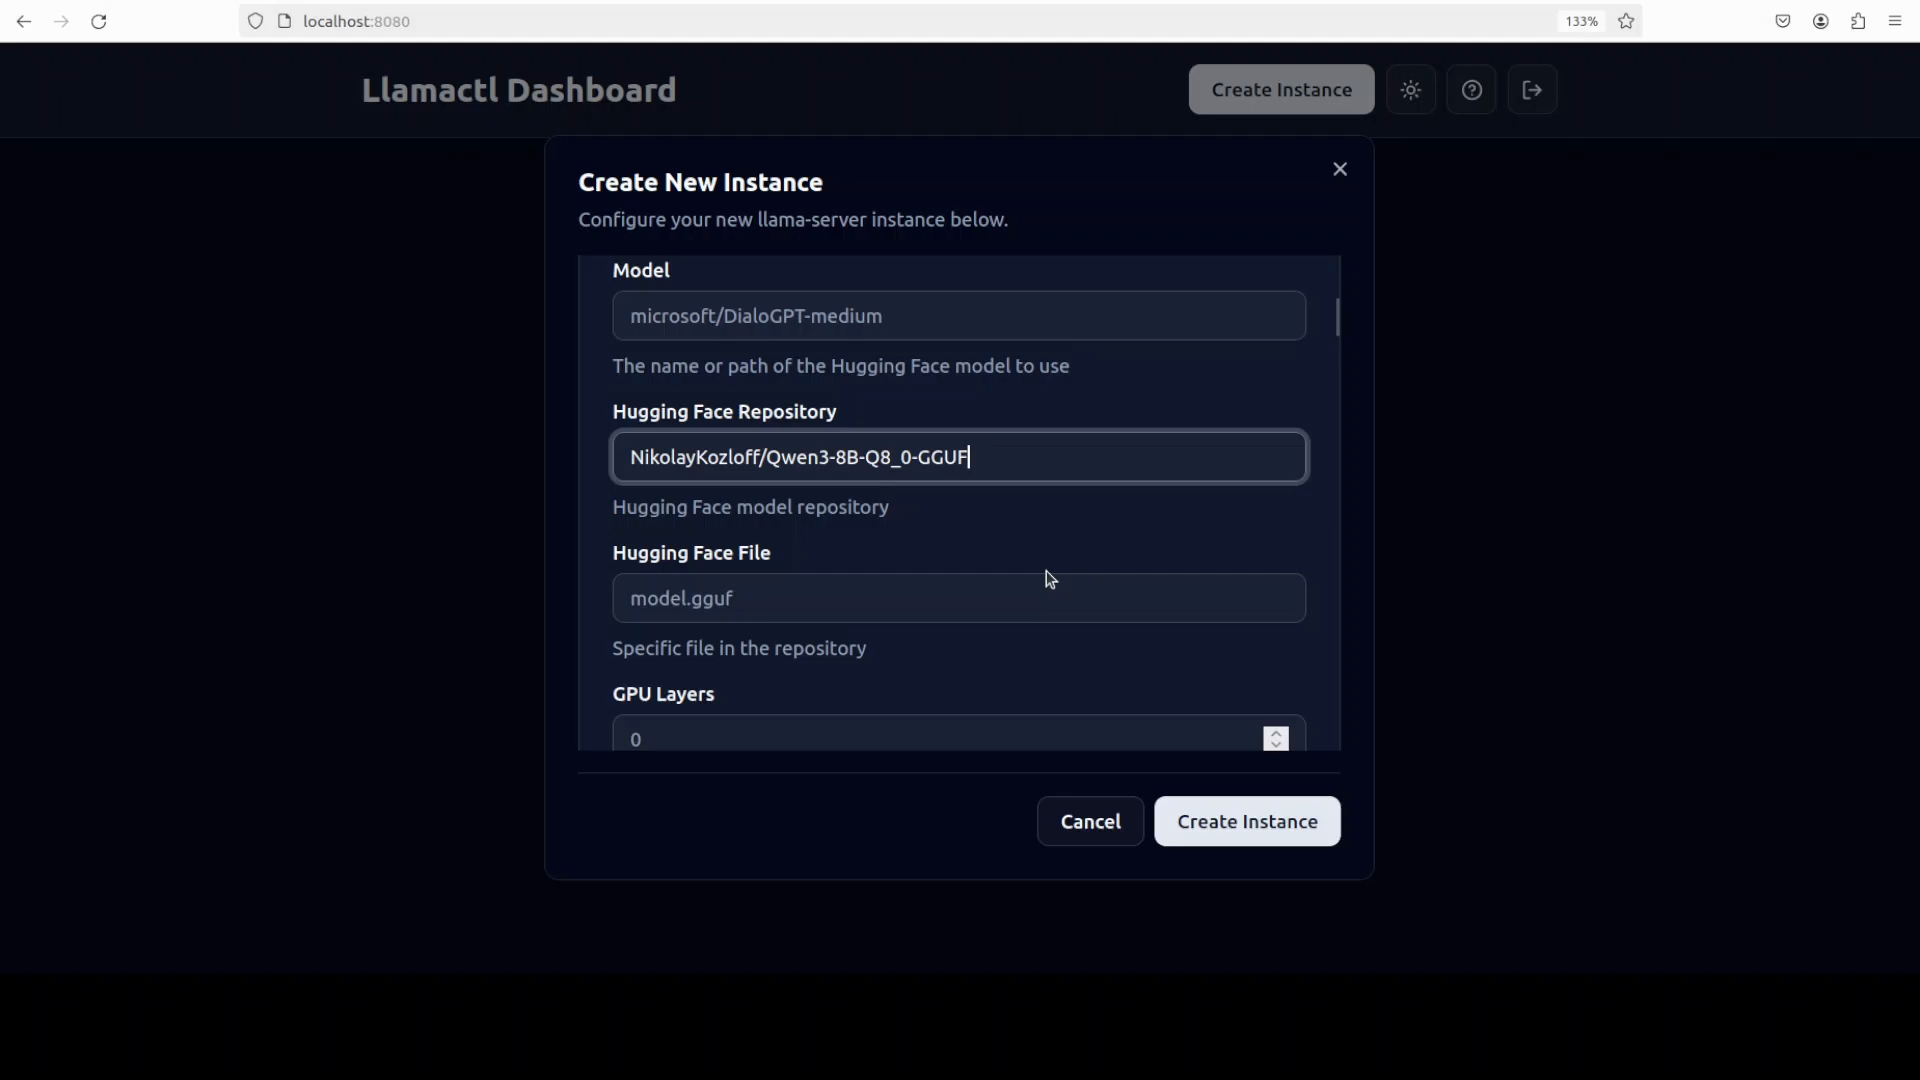 localhost:8080
133%
Llamactl Dashboard
Create Instance
Create New Instance
Configure your new llama-server instance below.
Model
microsoft/DialoGPT-medium
The name or path of the Hugging Face model to use
Hugging Face Repository
NikolayKozloff/Qwen3-8B-Q8_0-GGUF
Hugging Face model repository
Hugging Face File
model.gguf
Specific file in the repository
GPU Layers
0
Cancel
Create Instance